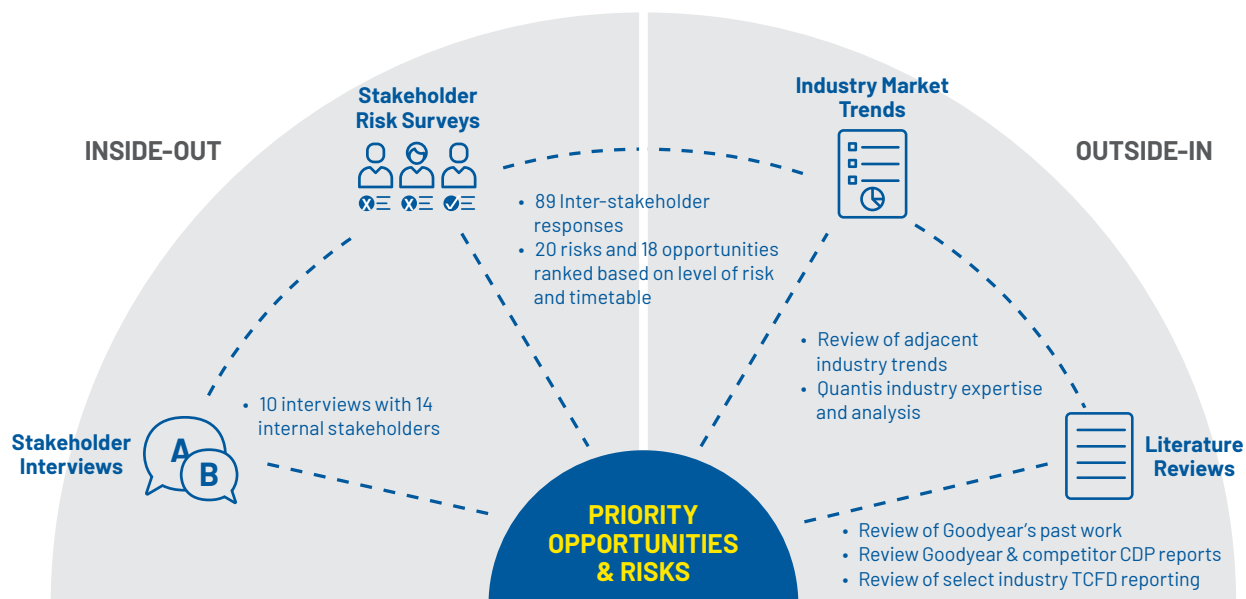 INSIDE-OUT
Stakeholder
Risk Surveys
X X
• 89 Inter-stakeholder
responses
• 20 risks and 18 opportunities
ranked based on level of risk
and timetable
Stakeholder
Interviews
A
B
• 10 interviews with 14
internal stakeholders
OUTSIDE-IN
Industry Market
Trends
• Review of adjacent
industry trends
• Quantis industry expertise
and analysis
Literature
Reviews
• Review of Goodyear’s past work
• Review Goodyear & competitor CDP reports
• Review of select industry TCFD reporting
PRIORITY
OPPORTUNITIES
& RISKS